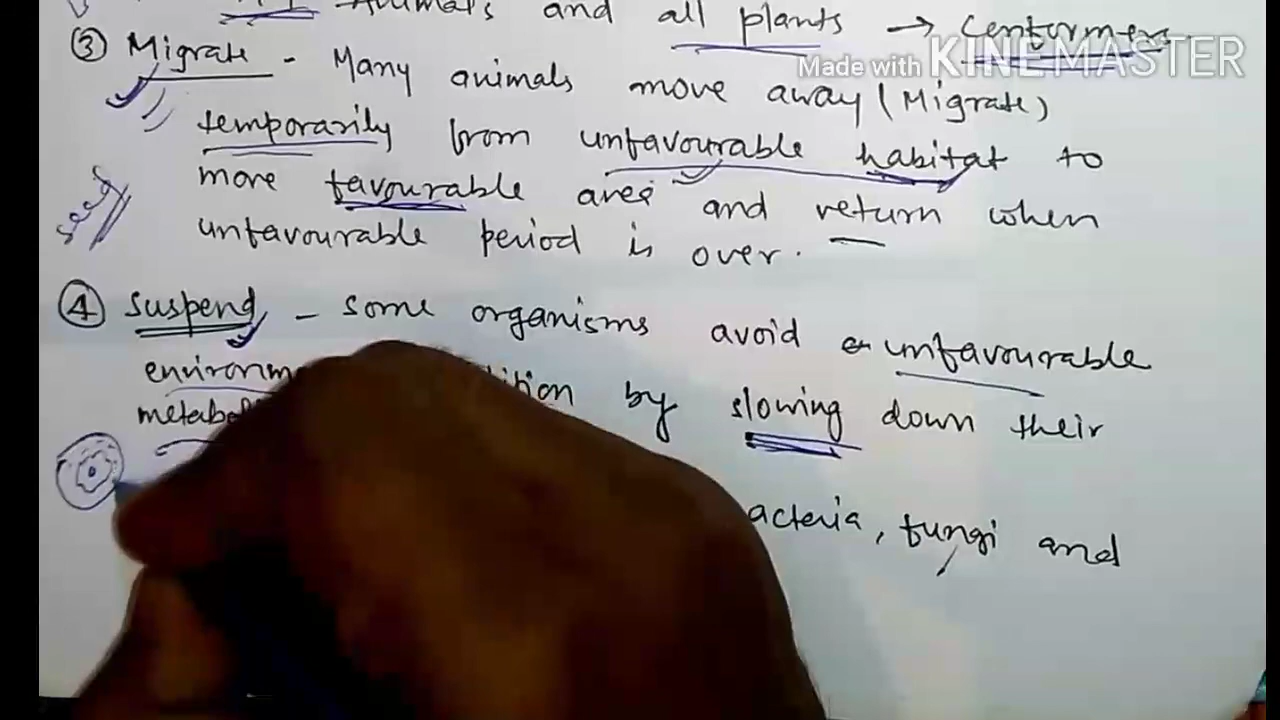 Animals and all plants → Conformers.
Made with KINEMASTER
③ Migrate - Many animals move away (Migrate)
temporarily from unfavourable habitat to
more favourable area and return when
unfavourable period is over.
④ Suspend - Some organisms avoid unfavourable
by slowing down their
fungi and